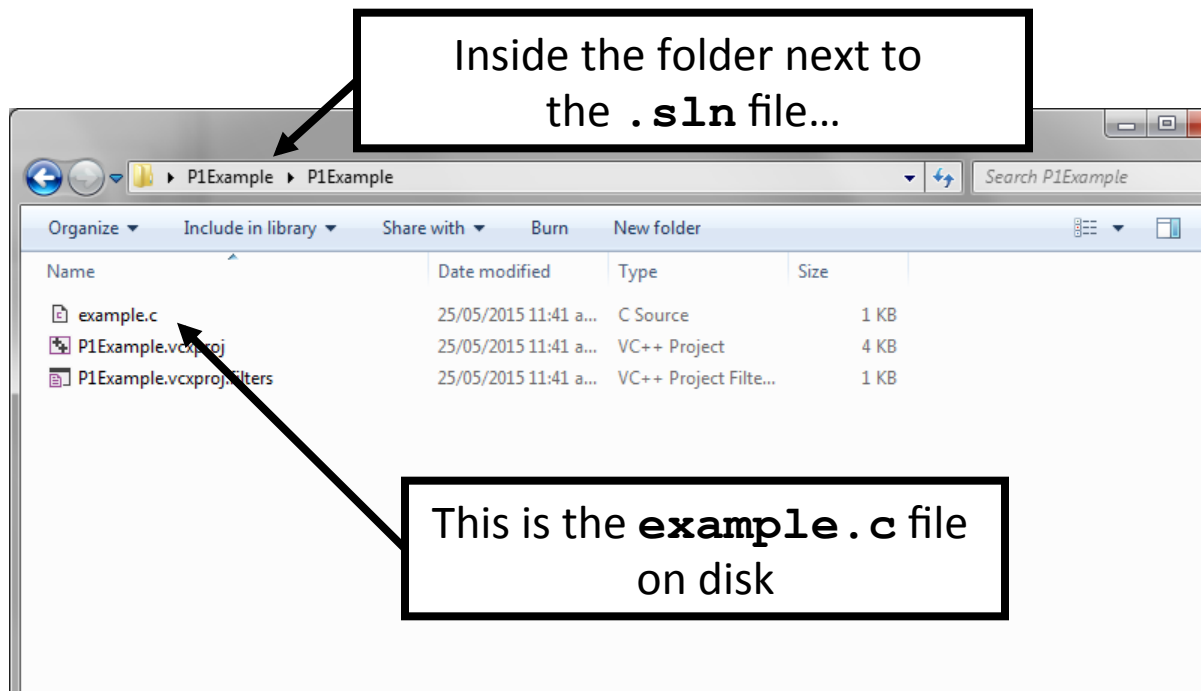 Inside the folder next to
the .sln file…
P1Example P1Example
Search P1Example
Organize Include in library Share with Burn New folder
Name Date modified Type Size
example.c 25/05/2015 11:41 a... C Source 1 KB
P1Example.vcxproj 25/05/2015 11:41 a... VC++ Project 4 KB
P1Example.vcxproj.filters 25/05/2015 11:41 a... VC++ Project Filte... 1 KB
This is the example.c file
on disk